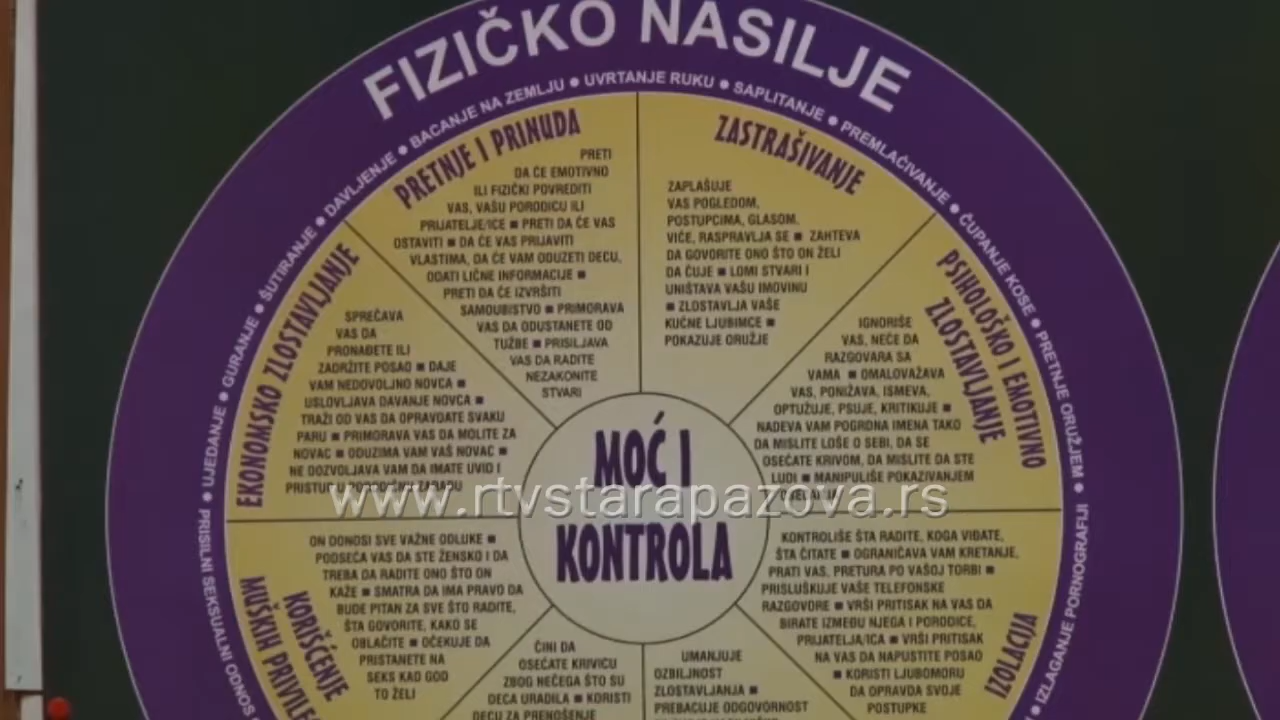 FIZIČKO NASILJE
PRISILNI SEKSUALNI ODNOS
• UJEDANJE • GURANJE • ŠUTIRANJE • DAVLJENJE • BACANJE NA ZEMLJU • UVRTANJE RUKU • SAPLITANJE • PREMLAĆIVANJE • ČUPANJE KOSE • PRETNJE ORUŽJEM •
IZLAGANJE PORNOGRAFIJI
PRETNJE I PRINUDA
PRETI
DA ĆE EMOTIVNO
ILI FIZIČKI POVREDITI
VAS, VAŠU PORODICU ILI
PRIJATELJE/ICE ■ PRETI DA ĆE VAS
OSTAVITI ■ DA ĆE VAS PRIJAVITI
VLASTIMA, DA ĆE VAM ODUZETI DECU,
ODATI LIČNE INFORMACIJE ■
PRETI DA ĆE IZVRŠITI
SAMOUBISTVO ■ PRIMORAVA
VAS DA ODUSTANETE OD
TUŽBE ■ PRISILJAVA
VAS DA RADITE
NEZAKONITE
STVARI
ZASTRAŠIVANJE
ZAPLAŠUJE
VAS POGLEDOM,
POSTUPCIMA, GLASOM,
VIČE, RASPRAVLJA SE ■ ZAHTEVA
DA GOVORITE ONO ŠTO ON ŽELI
DA ČUJE ■ LOMI STVARI I
UNIŠTAVA VAŠU IMOVINU
■ ZLOSTAVLJA VAŠE
KUĆNE LJUBIMCE ■
POKAZUJE ORUŽJE
EKONOMSKO ZLOSTAVLJANJE
SPREČAVA
VAS DA
PRONAĐETE ILI
ZADRŽITE POSAO ■ DAJE
VAM NEDOVOLJNO NOVCA ■
USLOVLJAVA DAVANJE NOVCA ■
TRAŽI OD VAS DA OPRAVDATE SVAKU
PARU ■ PRIMORAVA VAS DA MOLITE ZA
NOVAC ■ ODUZIMA VAM VAŠ NOVAC ■
NE DOZVOLJAVA VAM DA IMATE UVID I
PRISTUP U PORODIČNU ZARADU
PSIHOLOŠKO I EMOTIVNO
ZLOSTAVLJANJE
IGNORIŠE
VAS, NEĆE DA
RAZGOVARA SA
VAMA ■ OMALOVAŽAVA
VAS, PONIŽAVA, ISMEVA,
OPTUŽUJE, PSUJE, KRITIKUJE ■
NADEVA VAM POGRDNA IMENA TAKO
DA MISLITE LOŠE O SEBI, DA SE
OSEĆATE KRIVOM, DA MISLITE DA STE
LUDI ■ MANIPULIŠE POKAZIVANJEM
OSEĆANJA
MOĆ I
KONTROLA
www.rtvstarapazova.rs
KORIŠĆENJE
MUŠKIH
ON DONOSI SVE VAŽNE ODLUKE ■
PODSEĆA VAS DA STE ŽENSKO I DA
TREBA DA RADITE ONO ŠTO ON
KAŽE ■ SMATRA DA IMA PRAVO DA
BUDE PITAN ZA SVE ŠTO RADITE,
ŠTA GOVORITE, KAKO SE
OBLAČITE ■ OČEKUJE DA
PRISTANETE NA
SEKS KAD GOD
TO ŽELI
IZOLACIJA
KONTROLIŠE ŠTA RADITE, KOGA VIĐATE,
ŠTA ČITATE ■ OGRANIČAVA VAM KRETANJE,
PRATI VAS, PRETURA PO VAŠOJ TORBI ■
PRISLUŠKUJE VAŠE TELEFONSKE
RAZGOVORE ■ VRŠI PRITISAK NA VAS DA
BIRATE IZMEĐU NJEGA I PORODICE,
PRIJATELJA/ICA ■ VRŠI PRITISAK
NA VAS DA NAPUSTITE POSAO
■ KORISTI LJUBOMORU
DA OPRAVDA SVOJE
POSTUPKE
ČINI DA
OSEĆATE KRIVICU
ZBOG NEČEGA ŠTO SU
DECA URADILA ■ KORISTI
DECU ZA PRENOŠENJE
UMANJUJE
OZBILJNOST
ZLOSTAVLJANJA ■
PREBACUJE ODGOVORNOST